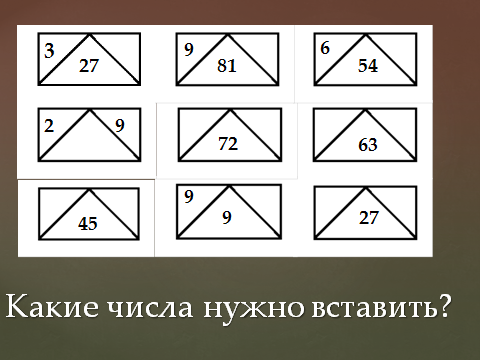 3 27 9 81 6 54
2 9 72 63
45 9 9 27
Какие числа нужно вставить?